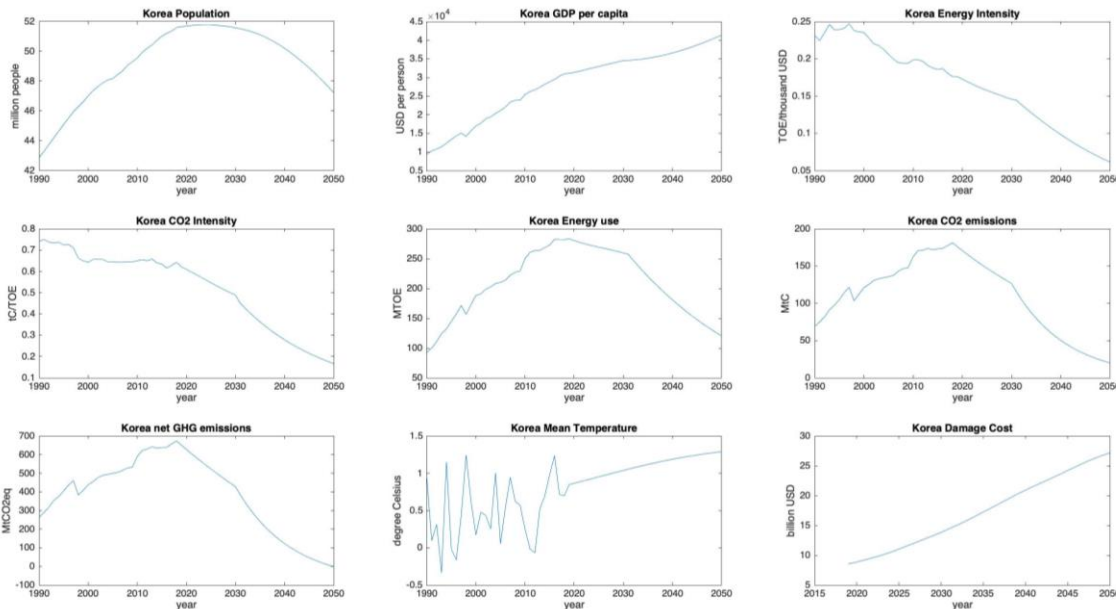 Korea Population
52
50
48
46
44
42
million people
1990 2000 2010 2020 2030 2040 2050
year
Korea GDP per capita
×10⁴
4.5
4
3.5
3
2.5
2
1.5
1
0.5
USD per person
1990 2000 2010 2020 2030 2040 2050
year
Korea Energy Intensity
0.25
0.2
0.15
0.1
0.05
TOE/thousand USD
1990 2000 2010 2020 2030 2040 205
year
Korea CO2 Intensity
0.8
0.7
0.6
0.5
0.4
0.3
0.2
0.1
tC/TOE
1990 2000 2010 2020 2030 2040 2050
year
Korea Energy use
300
250
200
150
100
50
MTOE
1990 2000 2010 2020 2030 2040 2050
year
Korea CO2 emissions
200
150
100
50
0
MtC
1990 2000 2010 2020 2030 2040 205
year
Korea net GHG emissions
700
600
500
400
300
200
100
0
-100
MtCO2eq
1990 2000 2010 2020 2030 2040 2050
year
Korea Mean Temperature
1.5
1
0.5
0
-0.5
degree Celsius
1990 2000 2010 2020 2030 2040 2050
year
Korea Damage Cost
30
25
20
15
10
5
billion USD
2015 2020 2025 2030 2035 2040 2045 205
year